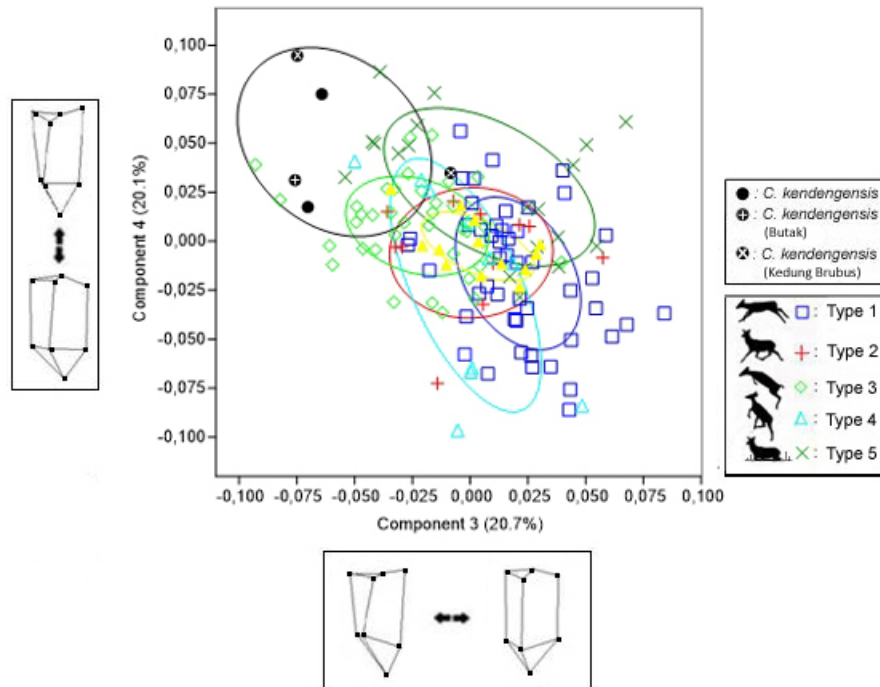 0,100
0,075
0,050
0,025
0,000
-0,025
-0,050
-0,075
-0,100
Component 4 (20.1%)
-0,100 -0,075 -0,050 -0,025 0,000 0,025 0,050 0,075 0,100
Component 3 (20.7%)
: C. kendengensis
: C. kendengensis
(Butak)
: C. kendengensis
(Kedung Brubus)
: Type 1
: Type 2
: Type 3
: Type 4
: Type 5